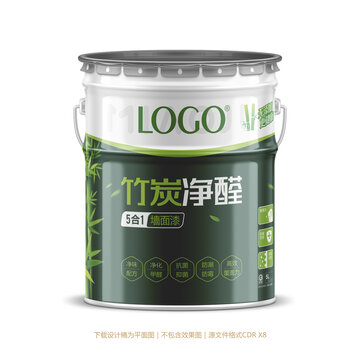 LOGO®
竹炭净醛
5合1 墙面漆
净味 净化 抗菌 防潮 高效
配方 甲醛 抑菌 防霉 遮盖力
下载设计稿为平面图 | 不包含效果图 | 源文件格式CDR X8